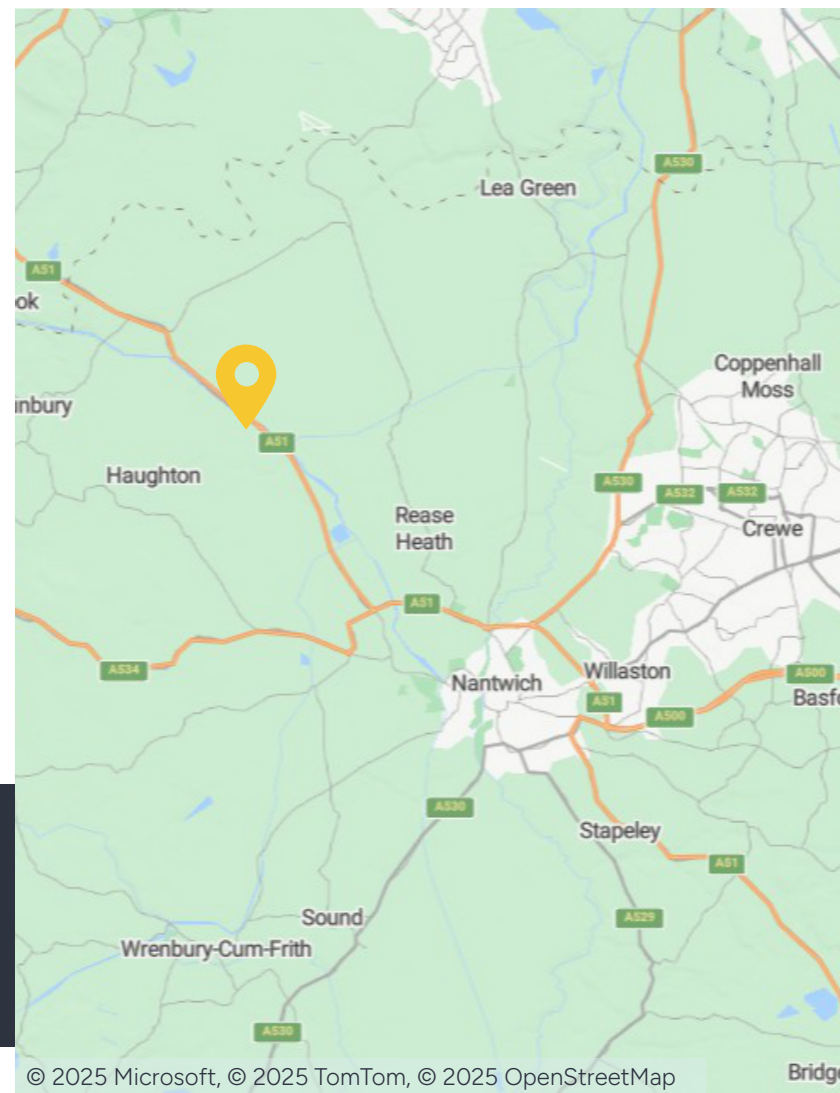 Lea Green
A530
A51
ok
Coppenhall
Moss
nbury
A51
Haughton
A530
A532
A532
Rease
Heath
Crewe
A51
A534
Nantwich
Willaston
A51
A500
A500
Basfo
A530
Stapeley
A51
Sound
A529
Wrenbury-Cum-Frith
A530
Bridg
© 2025 Microsoft, © 2025 TomTom, © 2025 OpenStreetMap